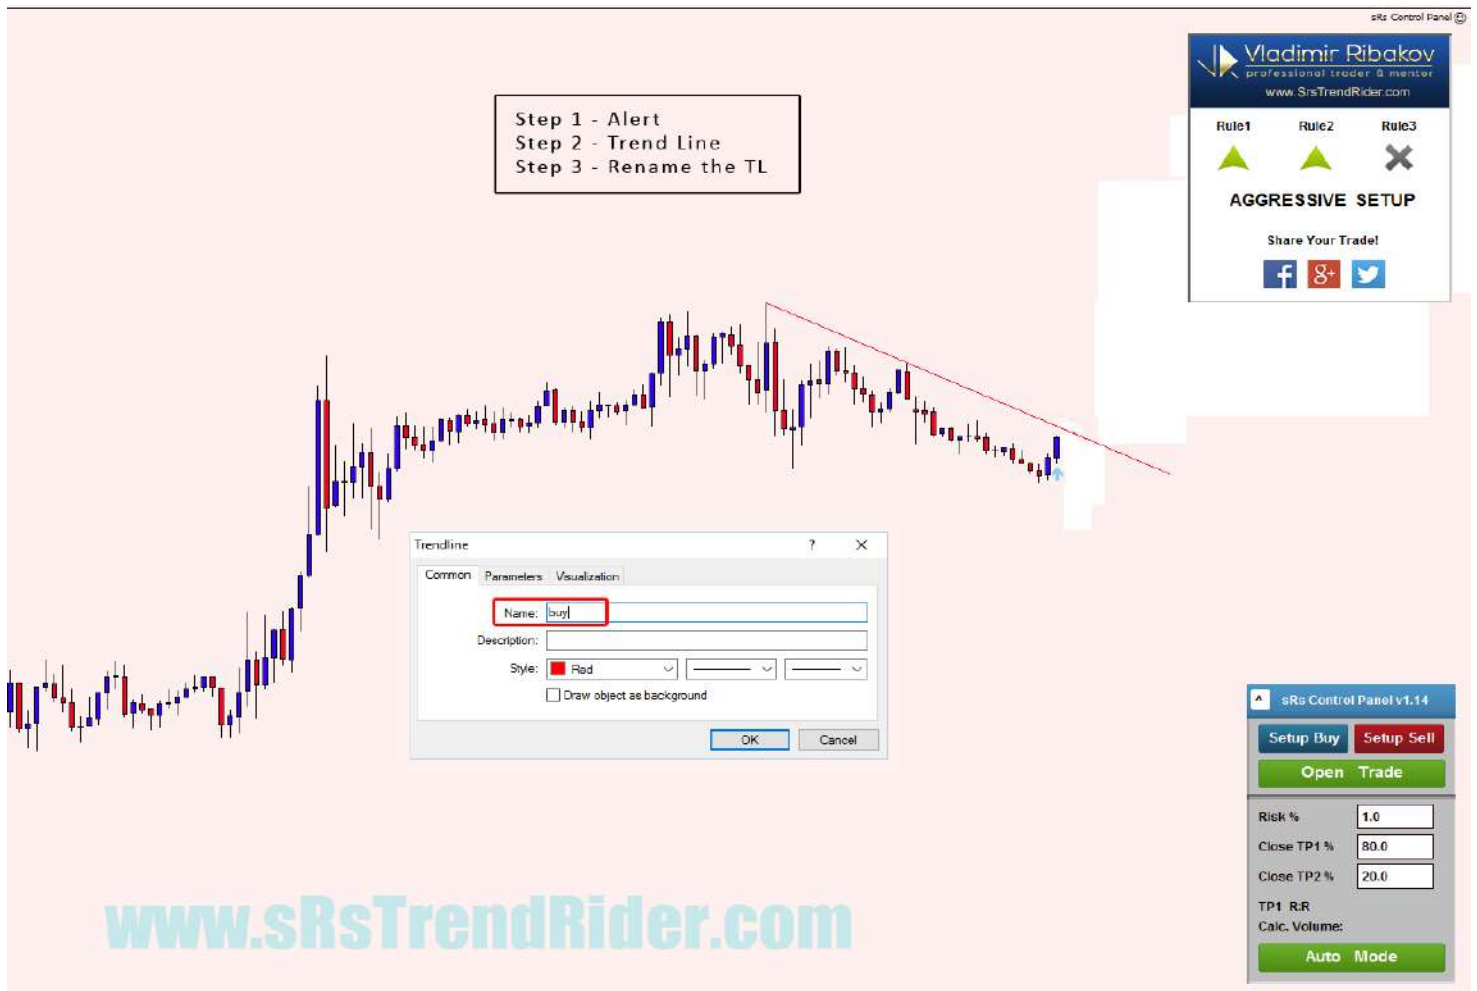 sRs Control Panel
Vladimir Ribakov
professional trader & mentor
www.SrsTrendRider.com
Rule1 Rule2 Rule3
AGGRESSIVE SETUP
Share Your Trade!
f g+
Step 1 - Alert
Step 2 - Trend Line
Step 3 - Rename the TL
Trendline ? X
Common Parameters Visualization
Name: buy
Description:
Style: Red
Draw object as background
OK Cancel
sRs Control Panel v1.14
Setup Buy Setup Sell
Open Trade
Risk % 1.0
Close TP1 % 80.0
Close TP2 % 20.0
TP1 R:R
Calc. Volume:
Auto Mode
www.sRsTrendRider.com